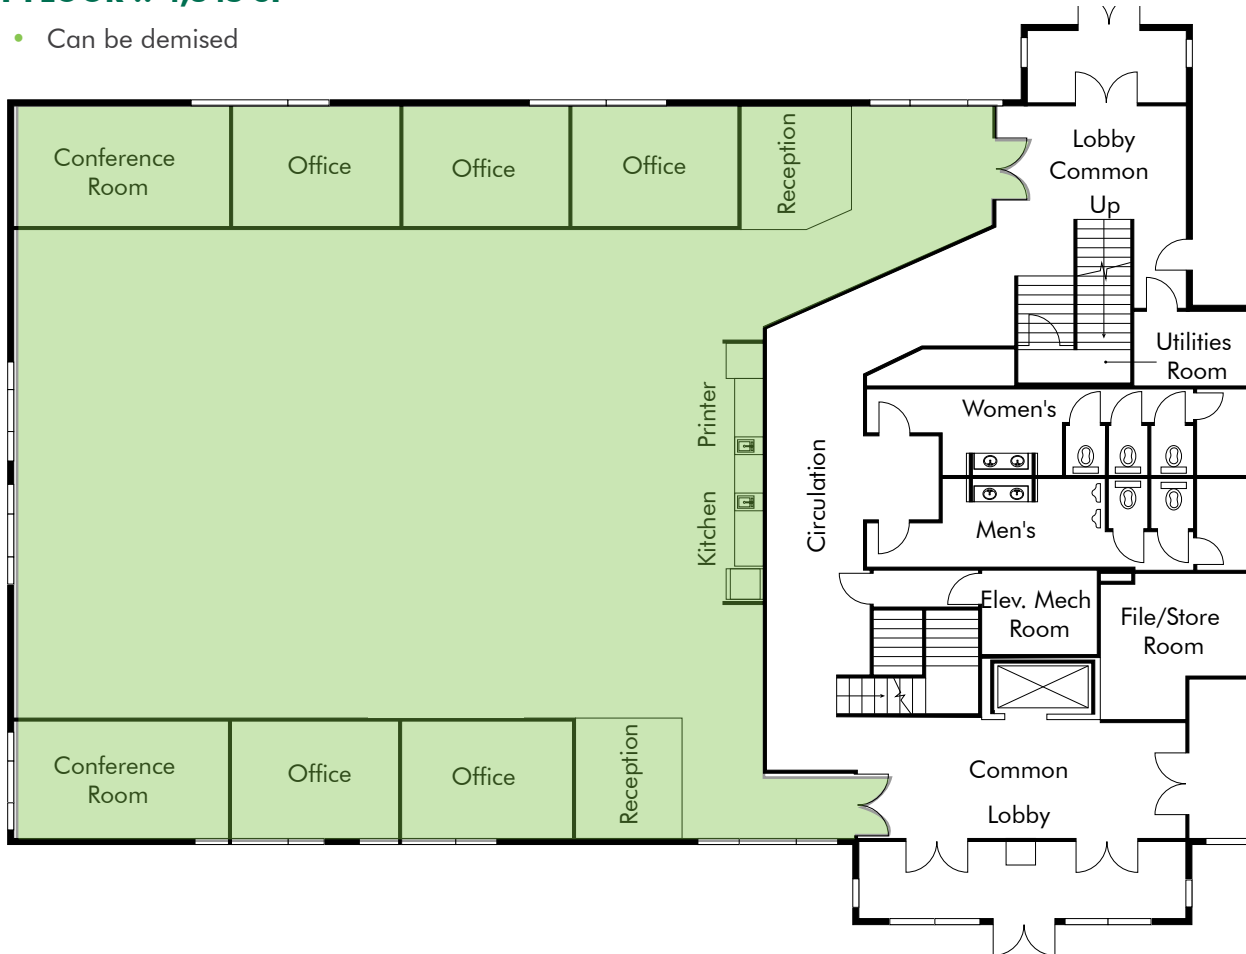 Can be demised
Conference
Room
Office
Office
Office
Reception
Lobby
Common
Up
Utilities
Room
Printer
Kitchen
Circulation
Women's
Men's
Elev. Mech
Room
File/Store
Room
Conference
Room
Office
Office
Reception
Common
Lobby